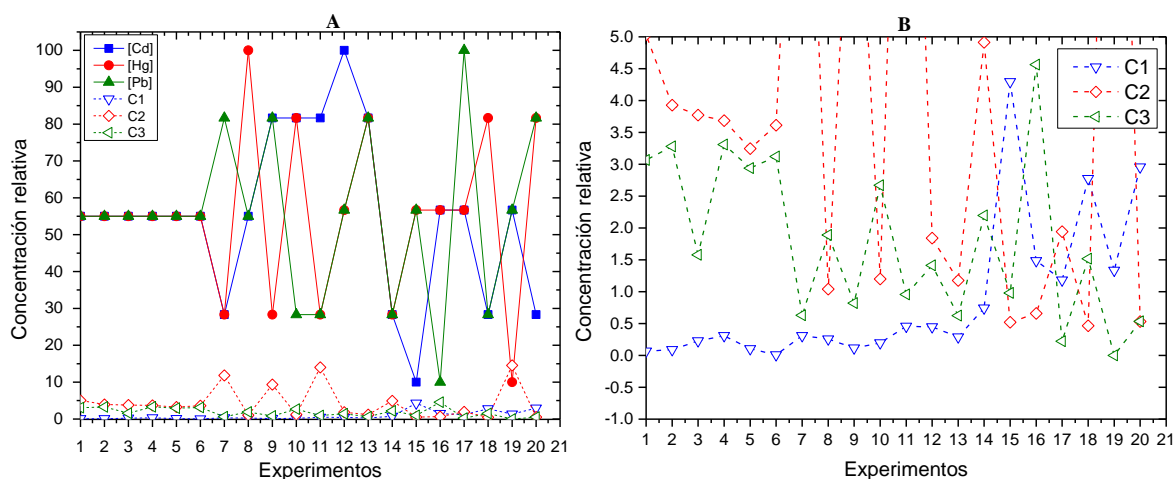 A
Concentración relativa
100
90
80
70
60
50
40
30
20
10
0
[Cd]
[Hg]
[Pb]
C1
C2
C3
1 2 3 4 5 6 7 8 9 10 11 12 13 14 15 16 17 18 19 20 21
Experimentos
B
Concentración relativa
5.0
4.5
4.0
3.5
3.0
2.5
2.0
1.5
1.0
0.5
0.0
-0.5
-1.0
C1
C2
C3
1 2 3 4 5 6 7 8 9 10 11 12 13 14 15 16 17 18 19 20 21
Experimentos